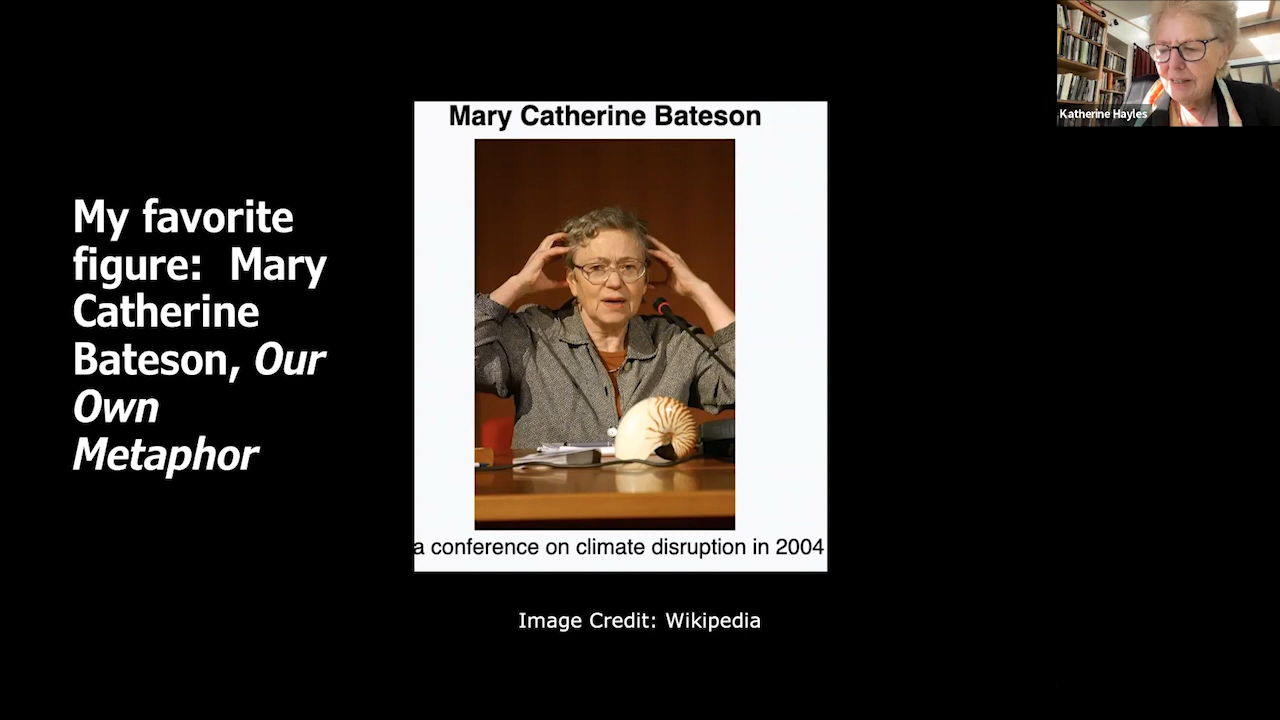 My favorite
figure: Mary
Catherine
Bateson, Our
Own
Metaphor
Mary Catherine Bateson
a conference on climate disruption in 2004
Image Credit: Wikipedia
Katherine Hayles